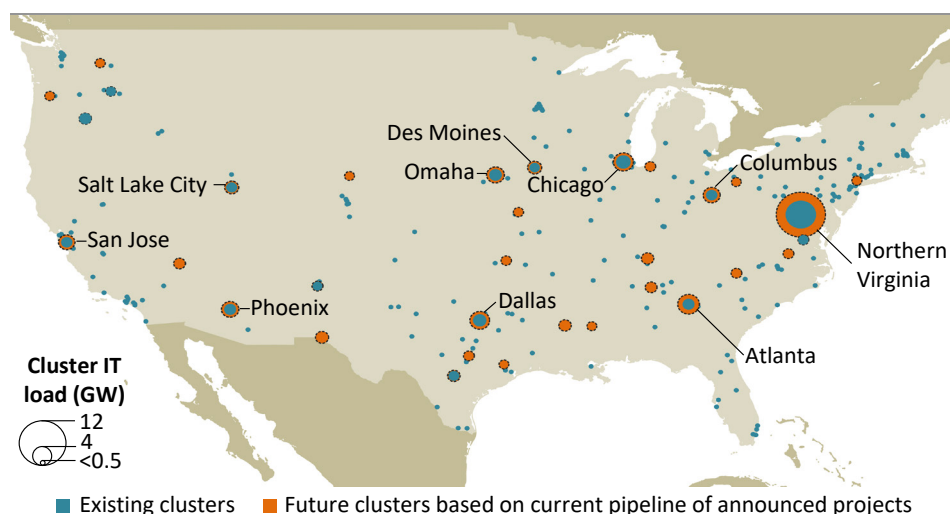 Des Moines
Omaha
Chicago
Columbus
Salt Lake City
San Jose
Northern
Virginia
Phoenix
Dallas
Atlanta
Cluster IT
load (GW)
12
4
<0.5
Existing clusters
Future clusters based on current pipeline of announced projects